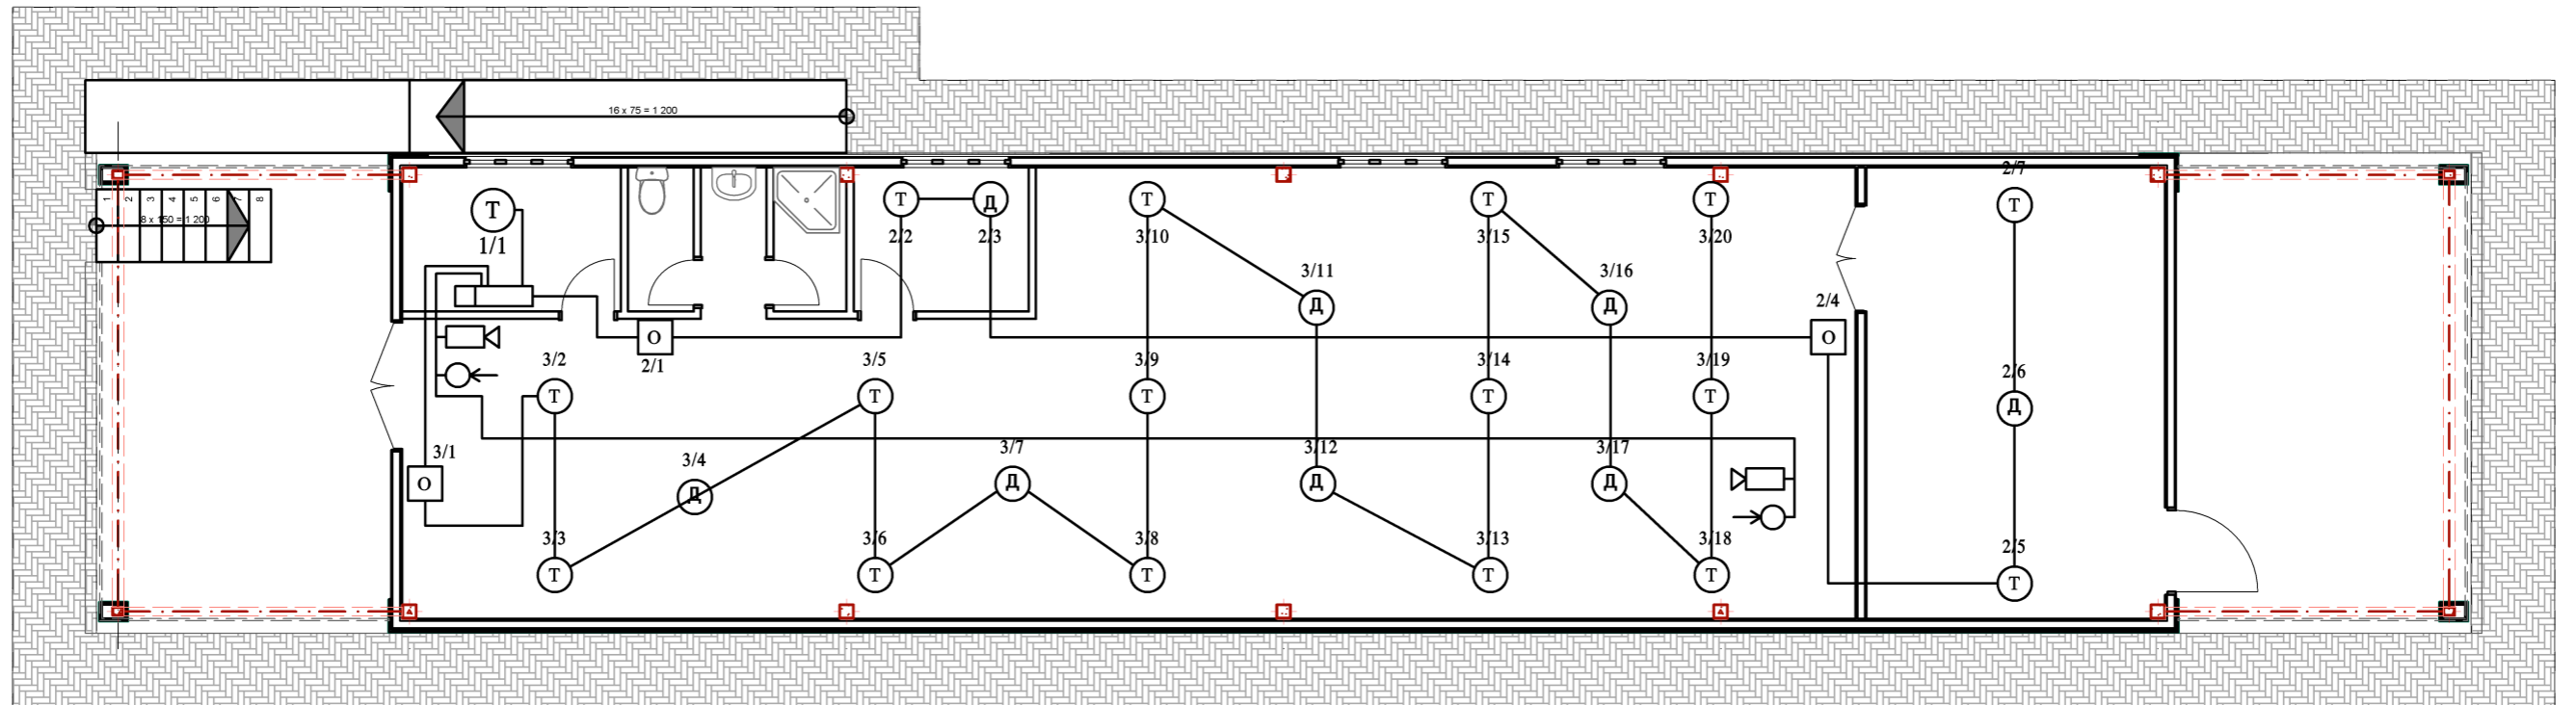 16 x 75 = 1 200
1 2 3 4 5 6 7 8
8 x 150 = 1 200
Т
1/1
Т
2/2
Д
2/3
Т
3/10
Т
3/15
Т
3/20
2/7
Т
3/11
Д
3/16
Д
О
2/1
2/4
О
3/2
Т
3/5
Т
3/9
Т
3/14
Т
3/19
Т
2/6
Д
3/1
О
3/4
Д
3/7
Д
3/12
Д
3/17
Д
3/3
Т
3/6
Т
3/8
Т
3/13
Т
3/18
Т
2/5
Т